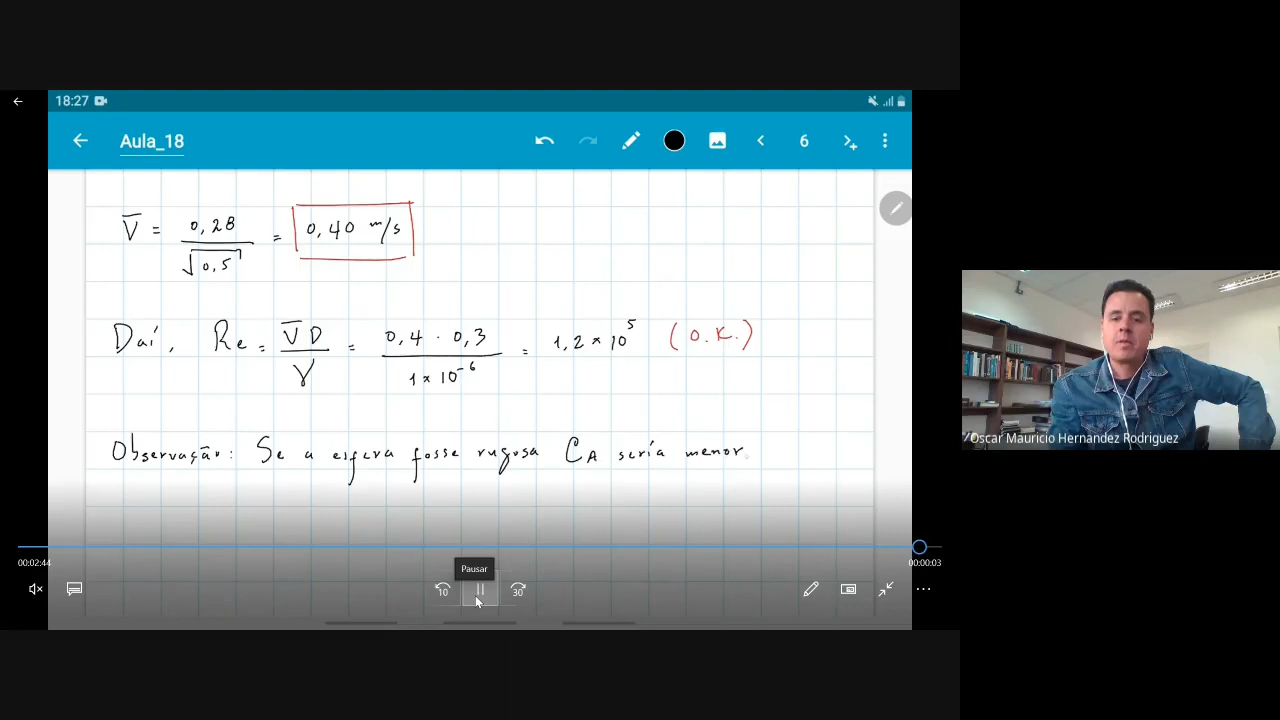 18:27
Aula_18
6
V̅ = 0,28 / √0,5 = 0,40 m/s
Daí, Re = V̅D / γ = 0,4 · 0,3 / 1 × 10⁻⁶ = 1,2 × 10⁵ (O.K.)
Observação: Se a esfera fosse rugosa C_A sería menor.
Pausar
00:02:44
00:00:03
10
30
Oscar Mauricio Hernandez Rodriguez